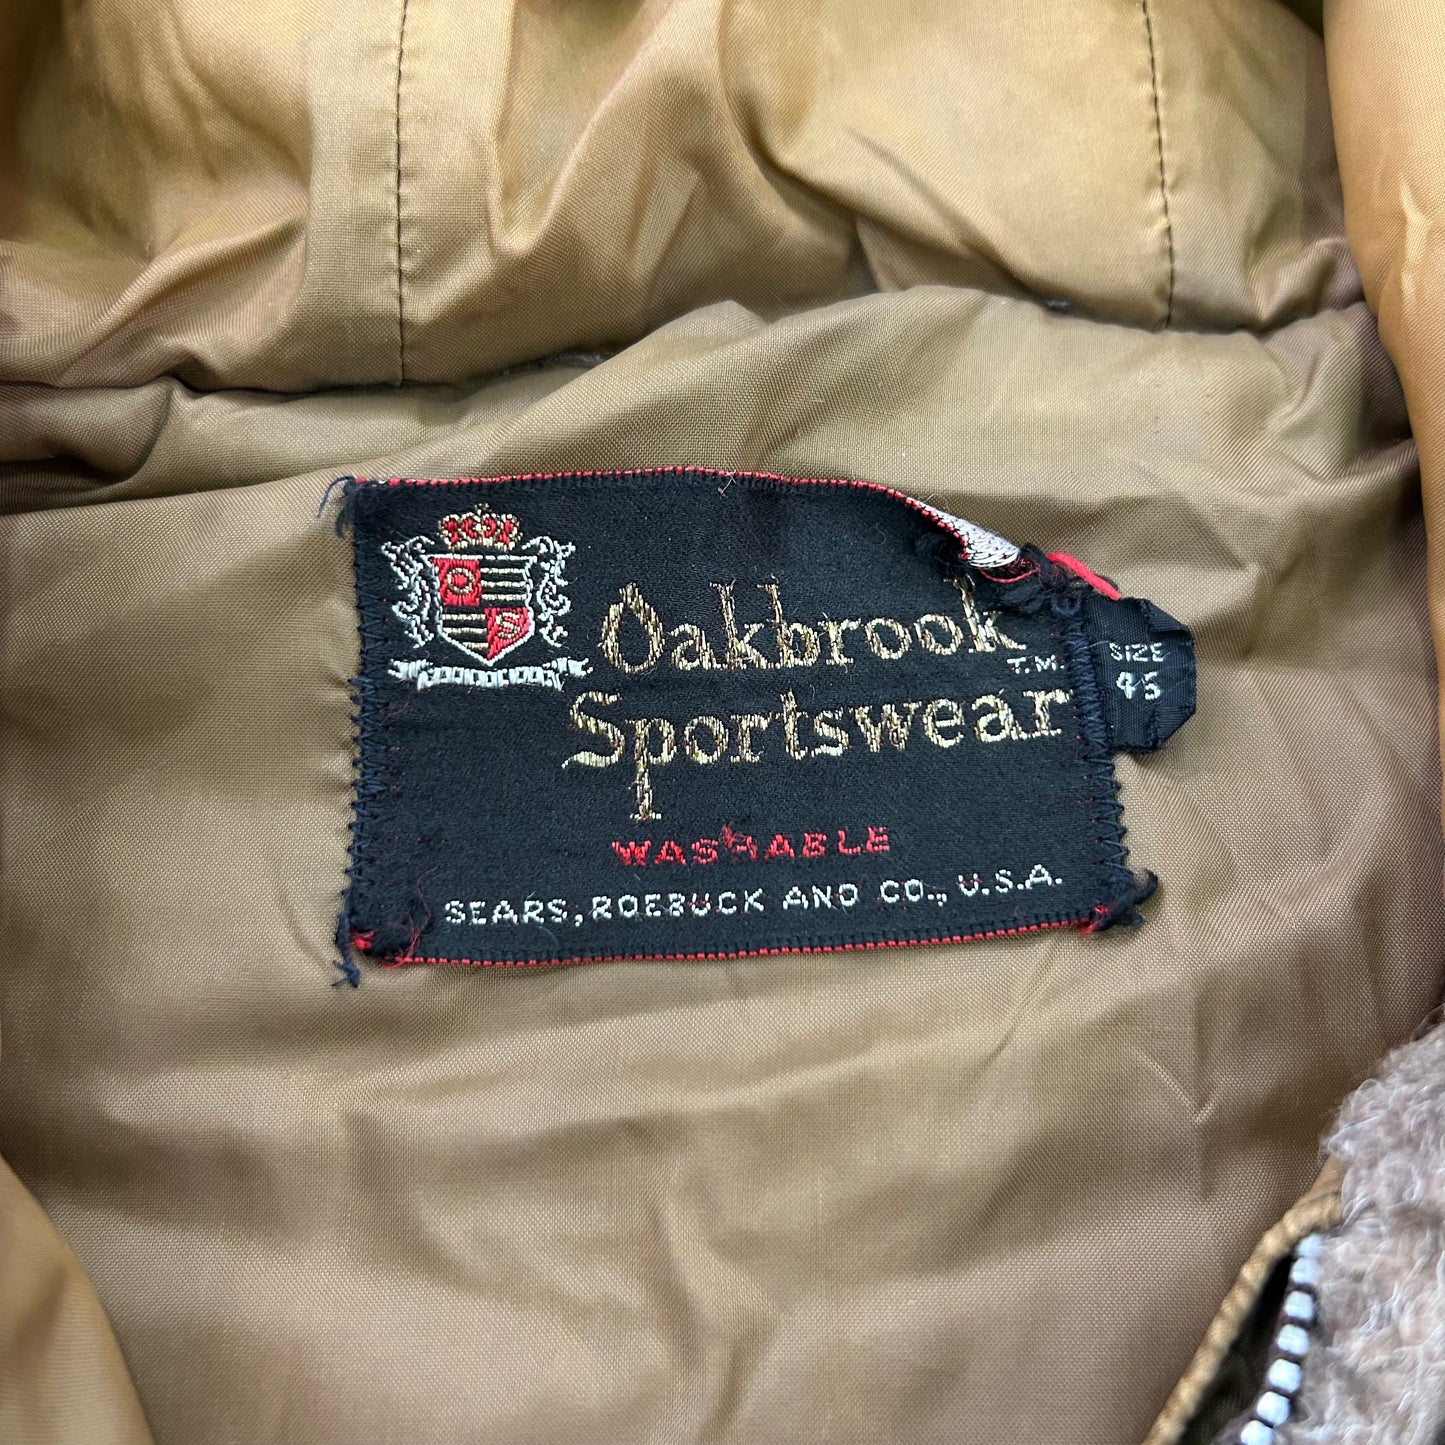 Oakbrook
T.M.
Sportswear
WASHABLE
SEARS, ROEBUCK AND CO., U.S.A.
SIZE
45